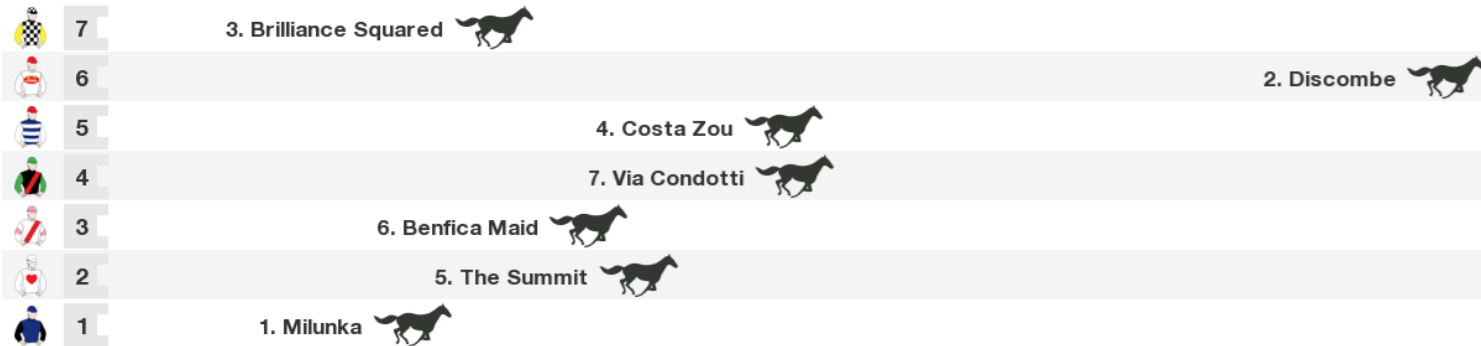 7 3. Brilliance Squared
6 2. Discombe
5 4. Costa Zou
4 7. Via Condotti
3 6. Benfica Maid
2 5. The Summit
1 1. Milunka